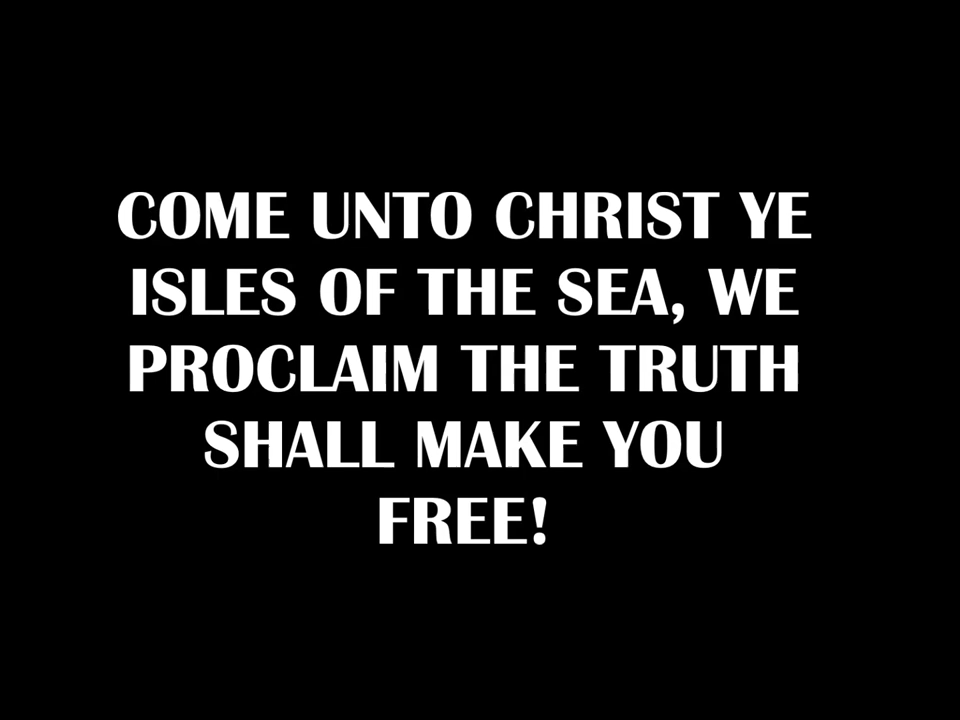 COME UNTO CHRIST YE
ISLES OF THE SEA, WE
PROCLAIM THE TRUTH
SHALL MAKE YOU
FREE!